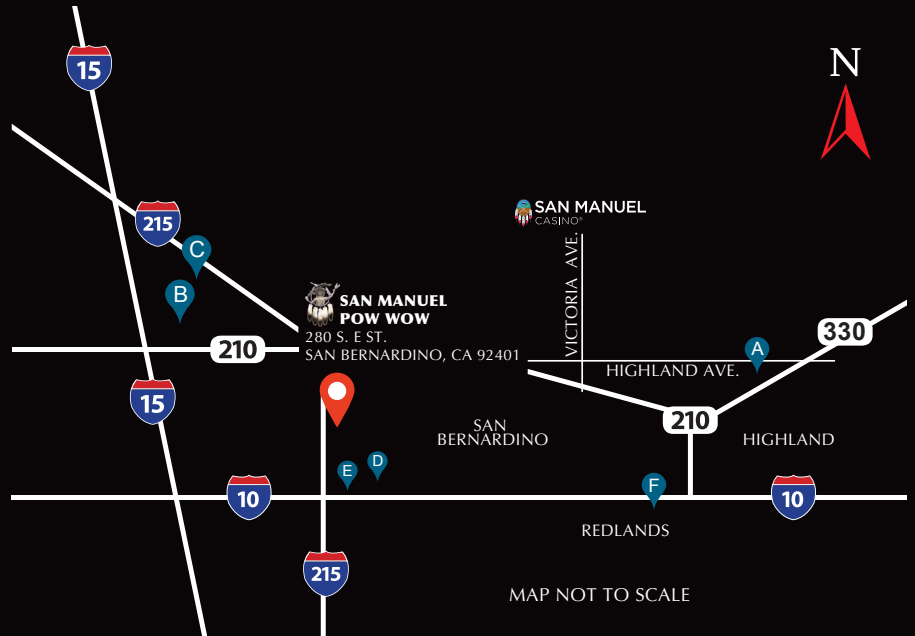 15
N
SAN MANUEL
CASINO®
215
C
VICTORIA AVE.
B
SAN MANUEL
POW WOW
280 S. E ST.
SAN BERNARDINO, CA 92401
210
330
A
HIGHLAND AVE.
15
210
SAN
BERNARDINO
HIGHLAND
E
D
F
10
10
REDLANDS
215
MAP NOT TO SCALE